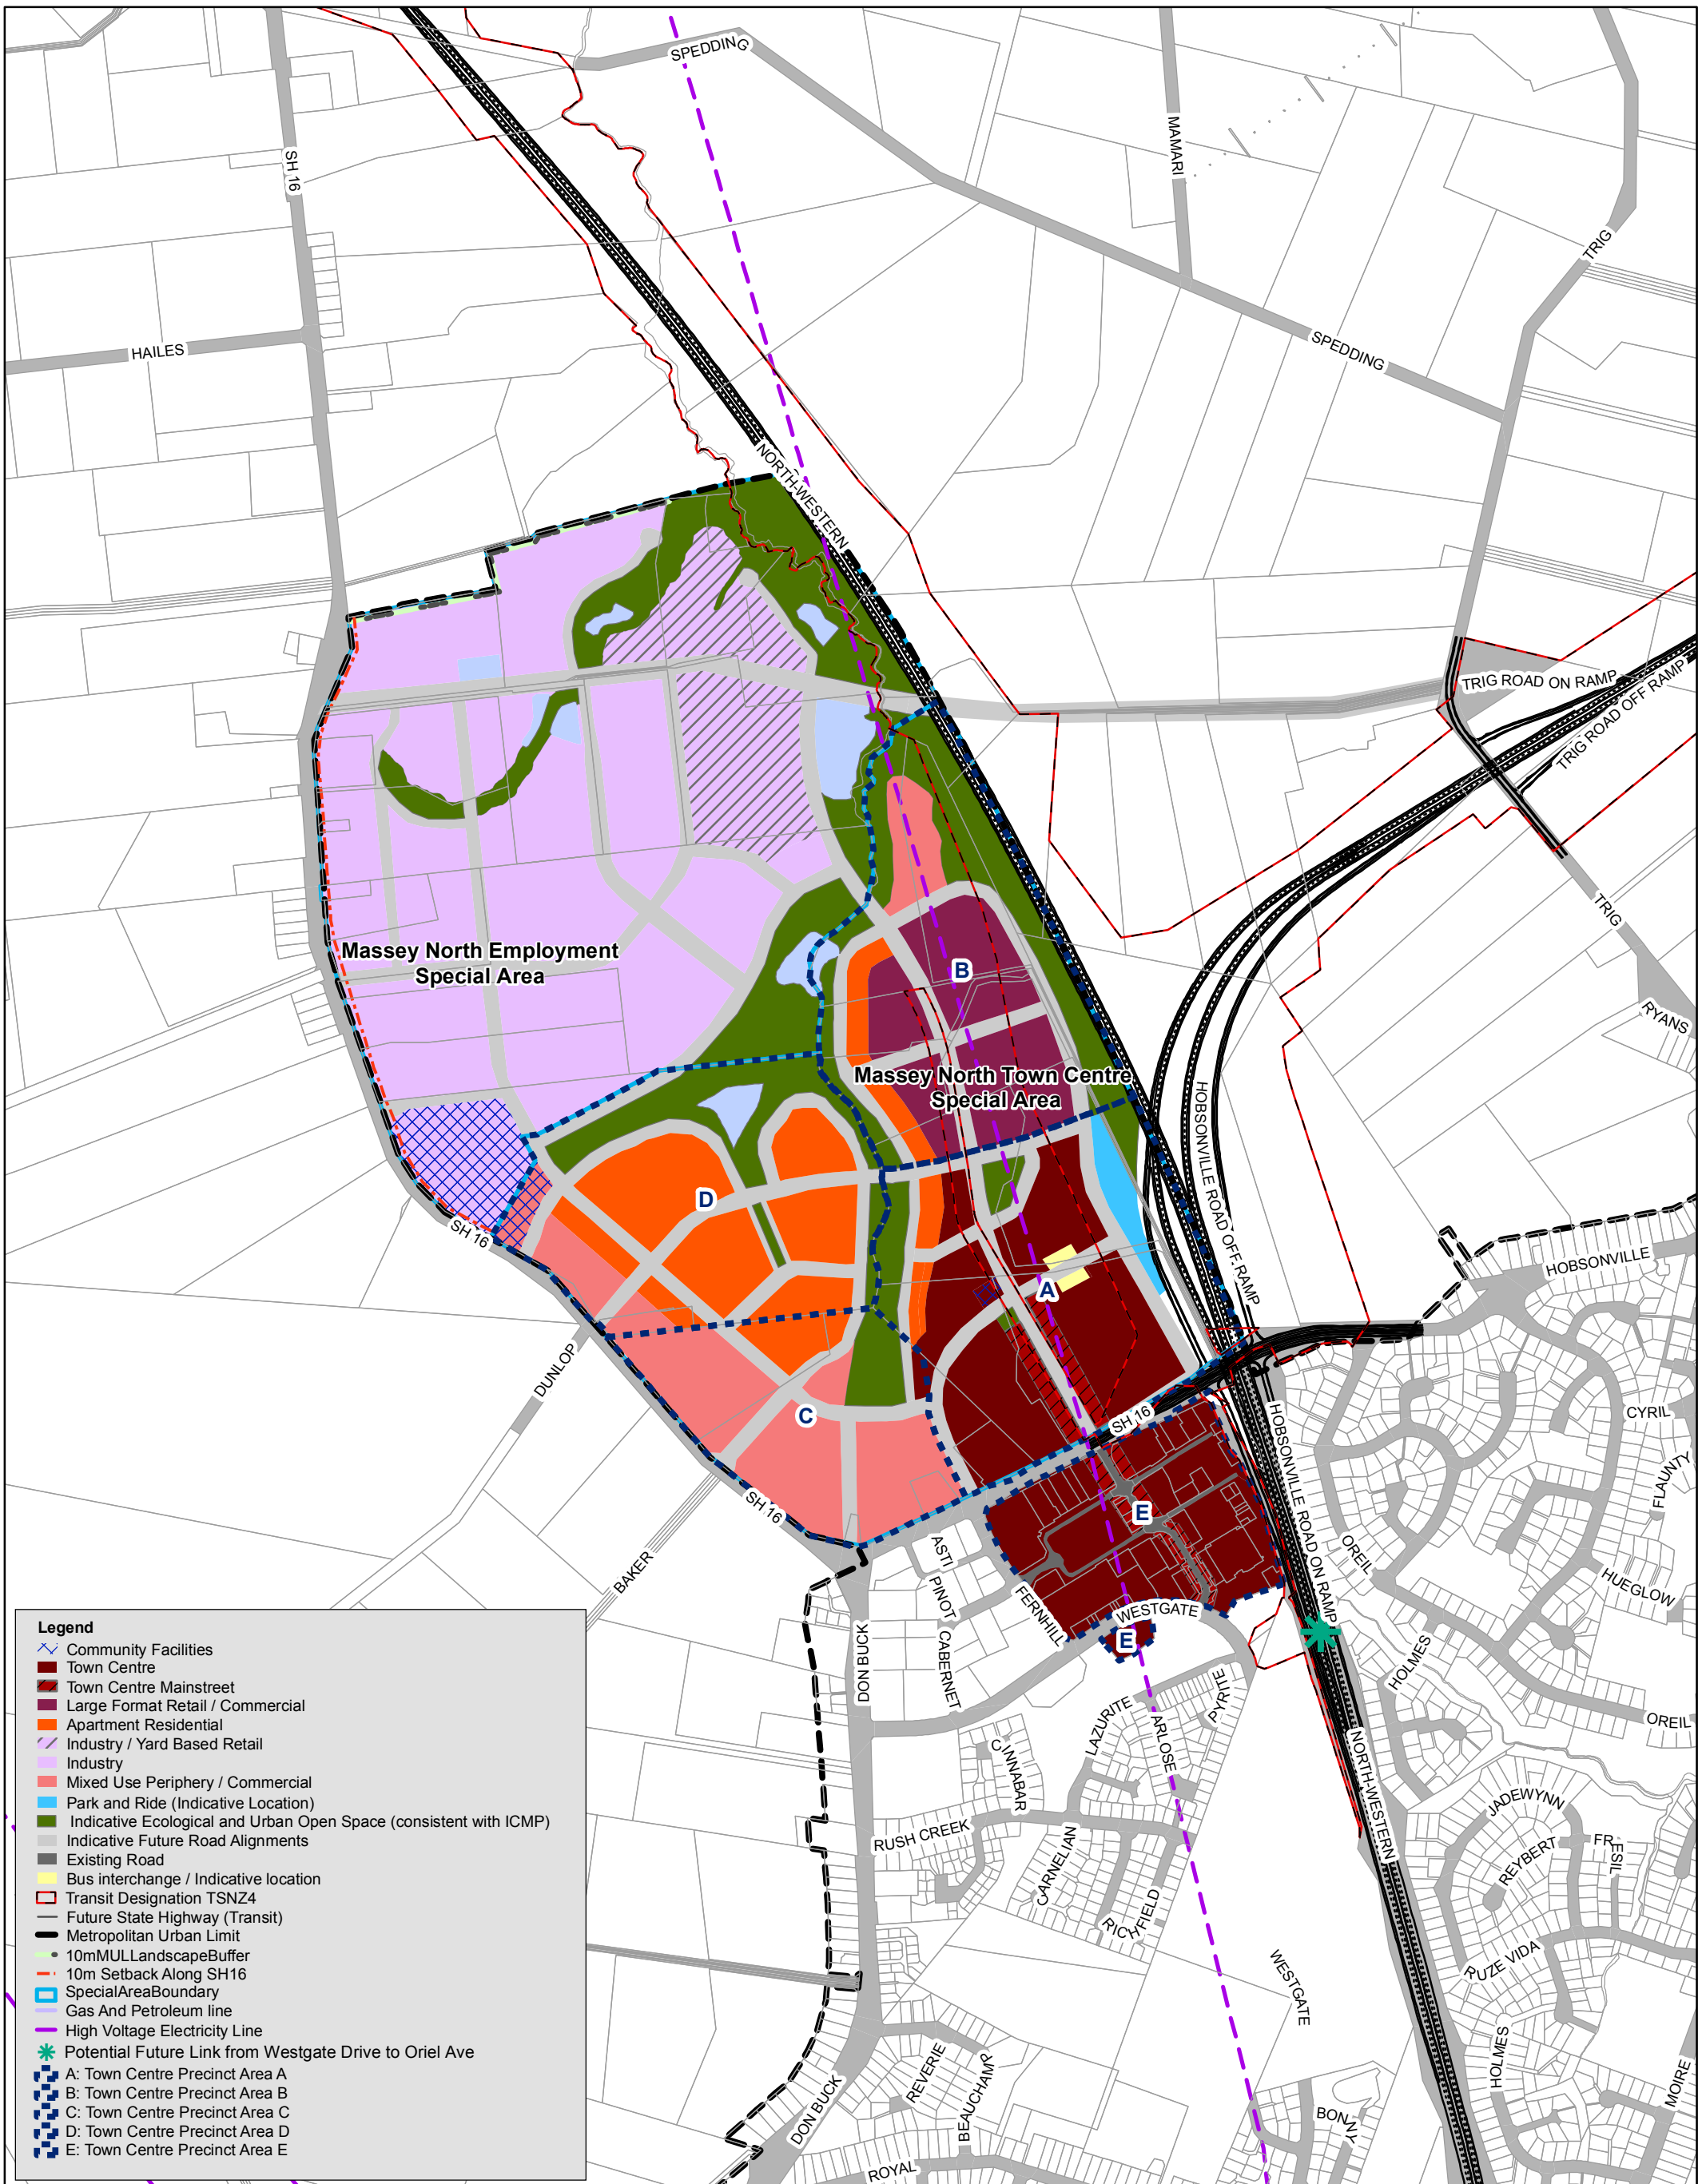 SPEDDING
SH 16
MAMARI
TRIG
HAILES
SPEDDING
NORTH-WESTERN
TRIG ROAD ON RAMP
TRIG ROAD OFF RAMP
TRIG
Massey North Employment
Special Area
B
RYANS
Massey North Town Centre
Special Area
HOBSONVILLE ROAD OFF RAMP
D
SH 16
HOBSONVILLE
A
DUNLOP
C
SH 16
CYRIL
HOBSONVILLE ROAD ON RAMP
FLAUNTY
SH 16
E
ASTI
OREIL
BAKER
PINOT
HUEGLOW
FERNHILL
WESTGATE
E
CABERNET
DON BUCK
HOLMES
PYRITE
LAZURITE
ARLOSE
OREIL
CINNABAR
NORTH-WESTERN
JADEWYNN
RUSH CREEK
FRESIL
REYBERT
CARNELIAN
RICHFIELD
RUZE VIDA
WESTGATE
HOLMES
REVERIE
BEAUCHAMP
MOIRE
DON BUCK
BONNY
ROYAL
Legend
Community Facilities
Town Centre
Town Centre Mainstreet
Large Format Retail / Commercial
Apartment Residential
Industry / Yard Based Retail
Industry
Mixed Use Periphery / Commercial
Park and Ride (Indicative Location)
Indicative Ecological and Urban Open Space (consistent with ICMP)
Indicative Future Road Alignments
Existing Road
Bus interchange / Indicative location
Transit Designation TSNZ4
Future State Highway (Transit)
Metropolitan Urban Limit
10mMULLandscapeBuffer
10m Setback Along SH16
SpecialAreaBoundary
Gas And Petroleum line
High Voltage Electricity Line
Potential Future Link from Westgate Drive to Oriel Ave
A: Town Centre Precinct Area A
B: Town Centre Precinct Area B
C: Town Centre Precinct Area C
D: Town Centre Precinct Area D
E: Town Centre Precinct Area E